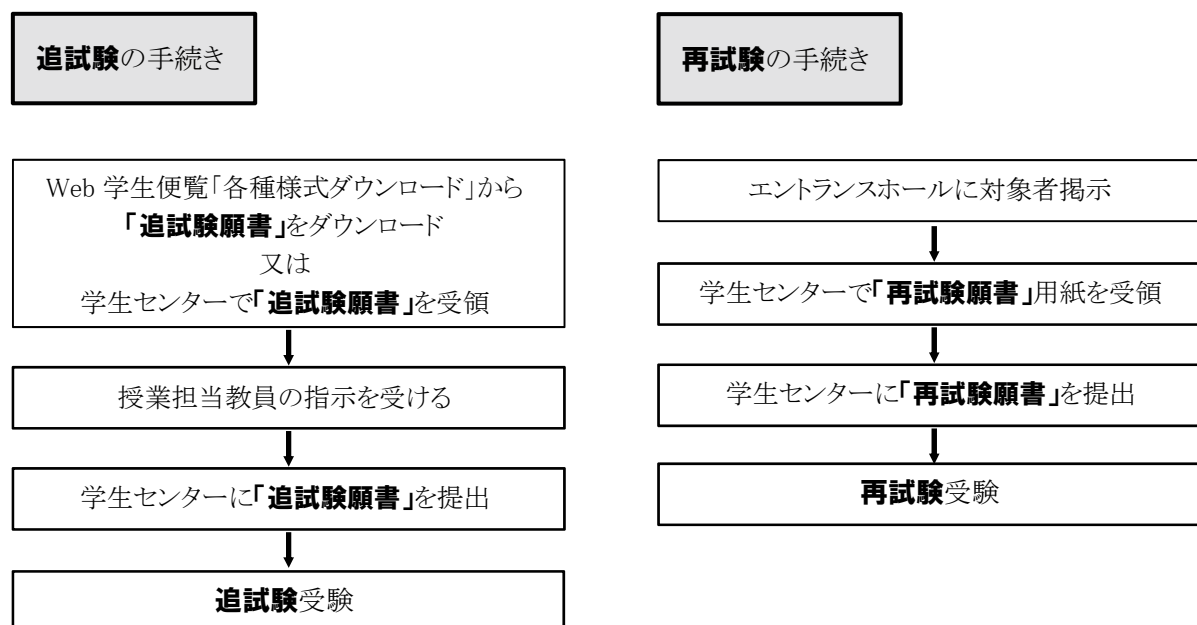 追試験の手続き
Web 学生便覧「各種様式ダウンロード」から
「追試験願書」をダウンロード
又は
学生センターで「追試験願書」を受領
授業担当教員の指示を受ける
学生センターに「追試験願書」を提出
追試験受験
再試験の手続き
エントランスホールに対象者掲示
学生センターで「再試験願書」用紙を受領
学生センターに「再試験願書」を提出
再試験受験